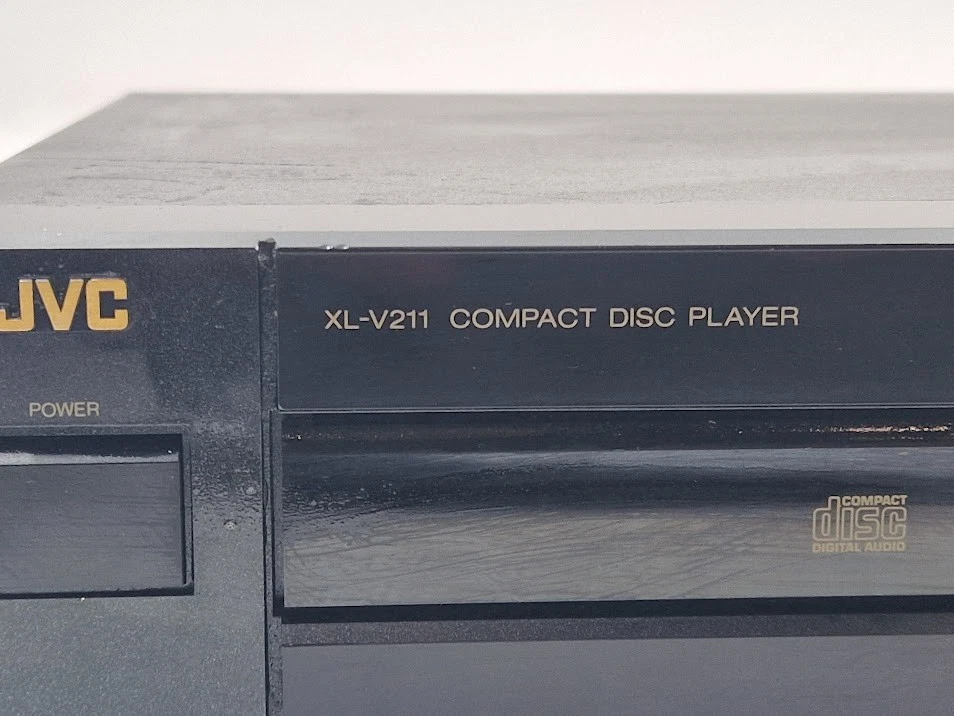 JVC
XL-V211 COMPACT DISC PLAYER
POWER
COMPACT
disc
DIGITAL AUDIO